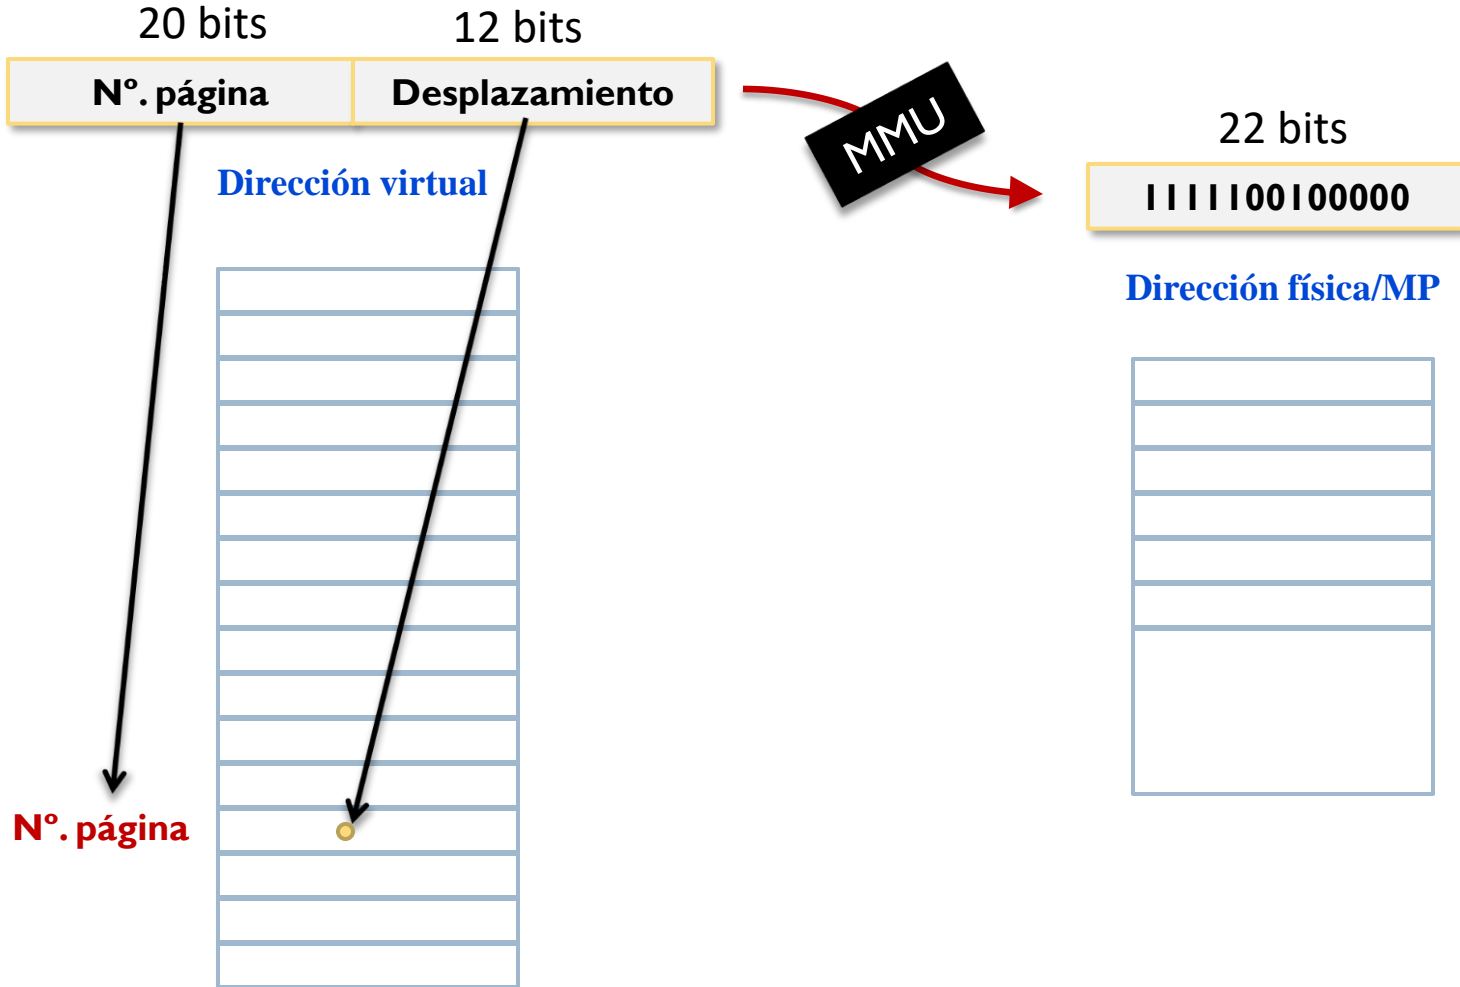 20 bits
12 bits
Nº. página
Desplazamiento
MMU
22 bits
Dirección virtual
1111100100000
Dirección física/MP
Nº. página